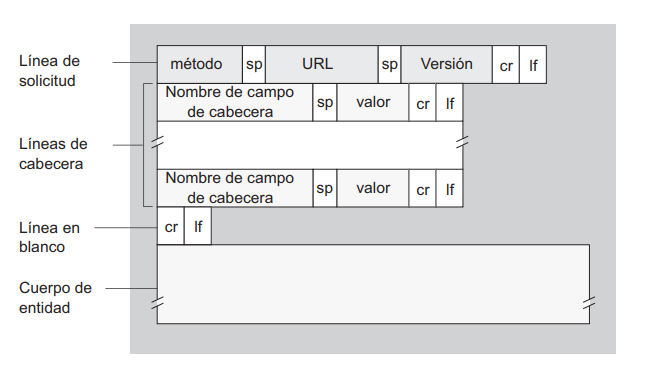 Línea de
solicitud
método sp URL sp Versión cr lf
Nombre de campo
de cabecera
sp valor cr lf
Líneas de
cabecera
Nombre de campo
de cabecera
sp valor cr lf
Línea en
blanco
cr lf
Cuerpo de
entidad